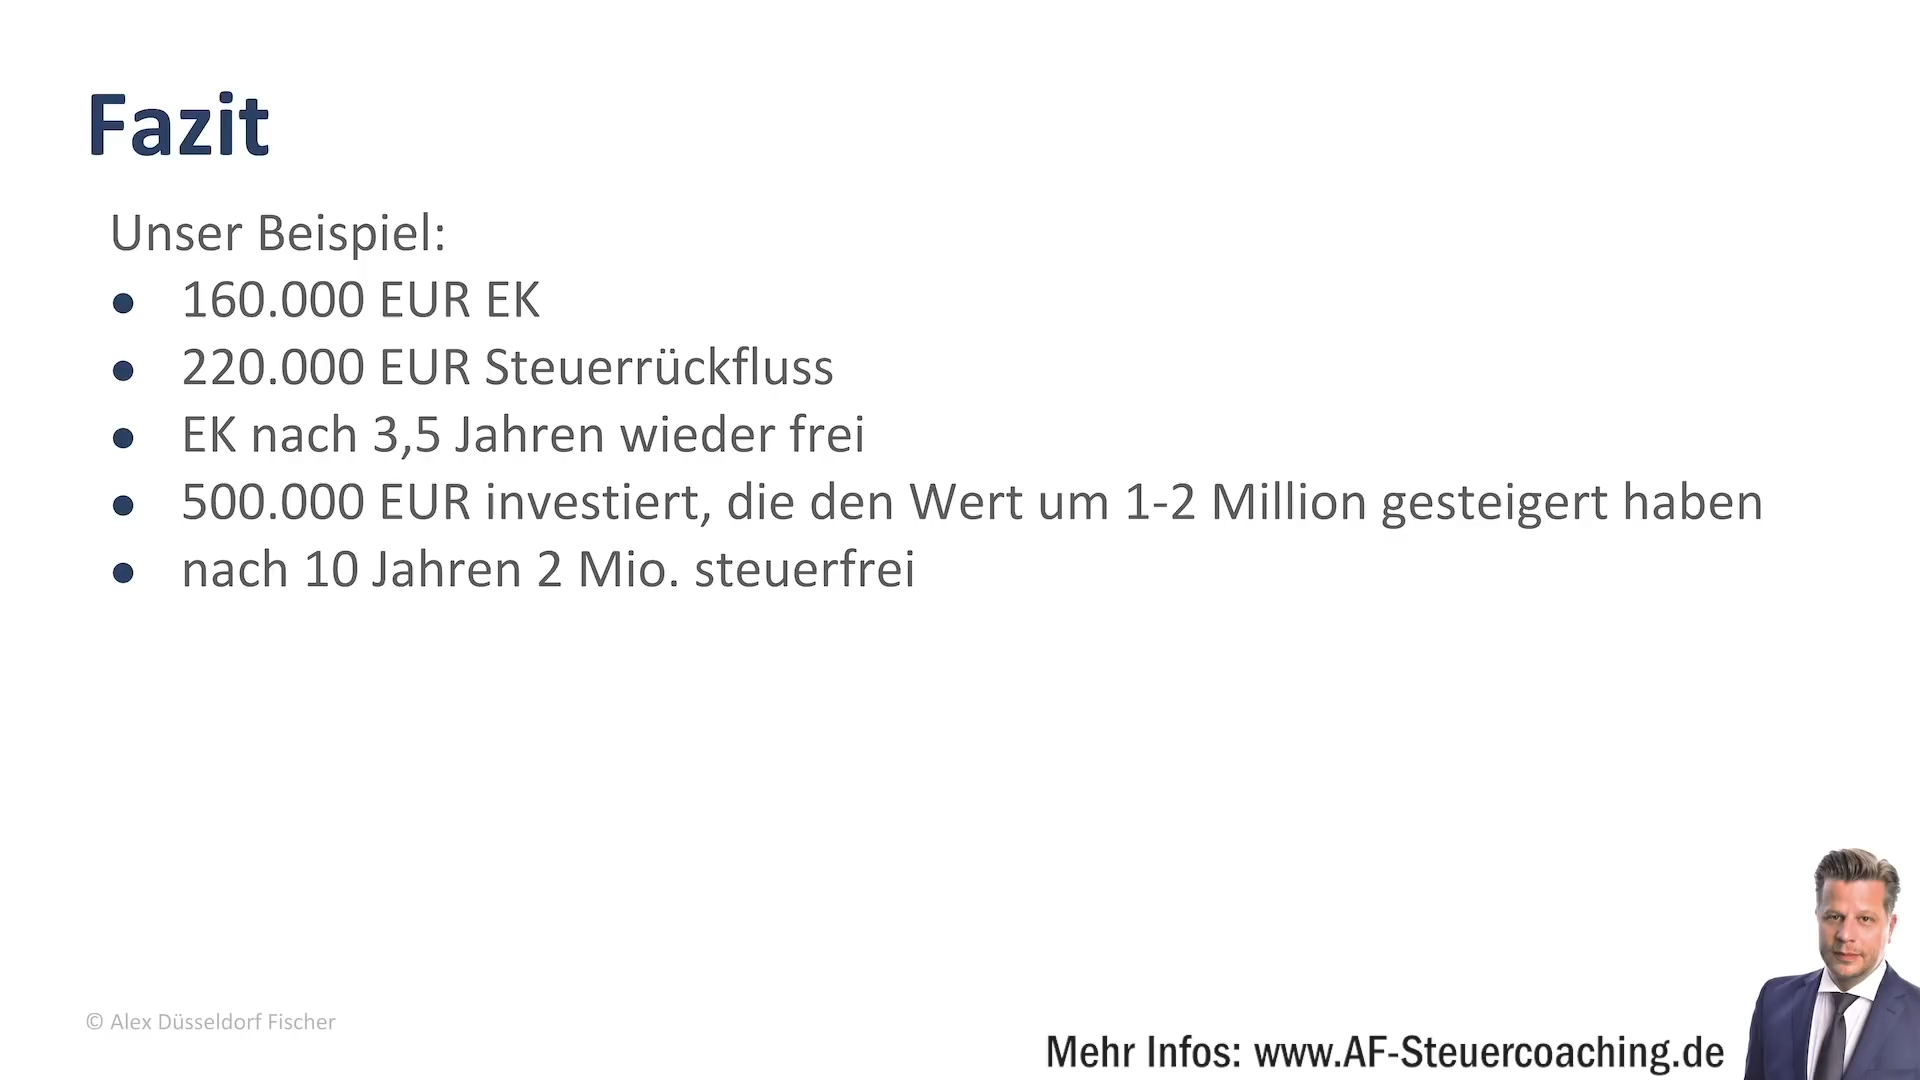 Fazit
Unser Beispiel:
● 160.000 EUR EK
● 220.000 EUR Steuerrückfluss
● EK nach 3,5 Jahren wieder frei
● 500.000 EUR investiert, die den Wert um 1-2 Million gesteigert haben
● nach 10 Jahren 2 Mio. steuerfrei
© Alex Düsseldorf Fischer
Mehr Infos: www.AF-Steuercoaching.de